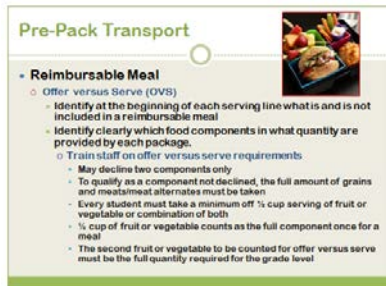 Pre-Pack Transport
Reimbursable Meal
Offer versus Serve (OVS)
Identify at the beginning of each serving line what is and is not
included in a reimbursable meal
Identify clearly which food components in what quantity are
provided by each package.
Train staff on offer versus serve requirements
May decline two components only
To qualify as a component not declined, the full amount of grains
and meats/meat alternates must be taken
Every student must take a minimum off ½ cup serving of fruit or
vegetable or combination of both
cup of fruit or vegetable counts as the full component once for a
meal
The second fruit or vegetable to be counted for offer versus serve
must be the full quantity required for the grade level